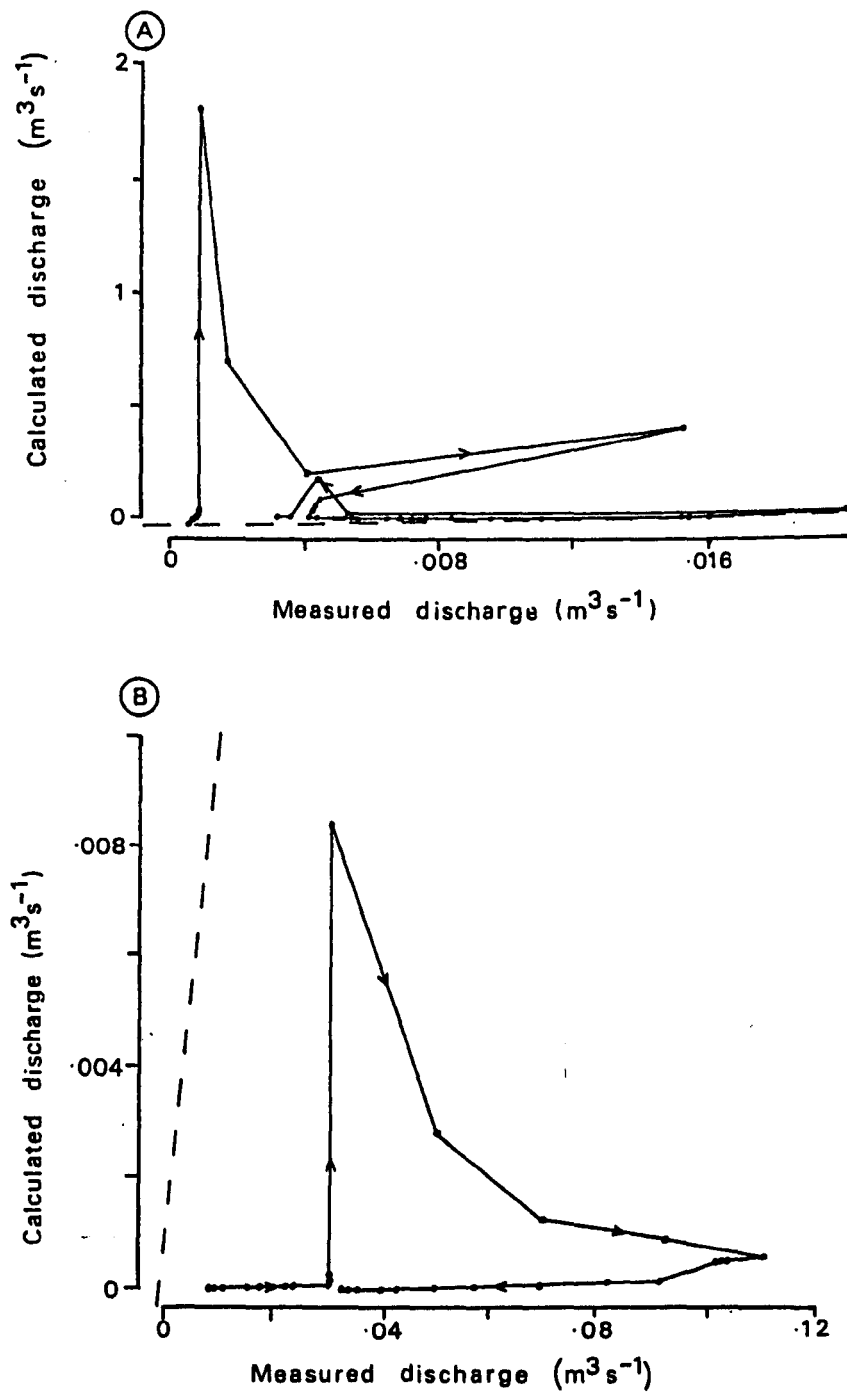 A
Calculated discharge (m³s⁻¹)
2
1
0
0
·008
·016
Measured discharge (m³s⁻¹)
B
Calculated discharge (m³s⁻¹)
·008
·004
0
0
·04
·08
·12
Measured discharge (m³s⁻¹)